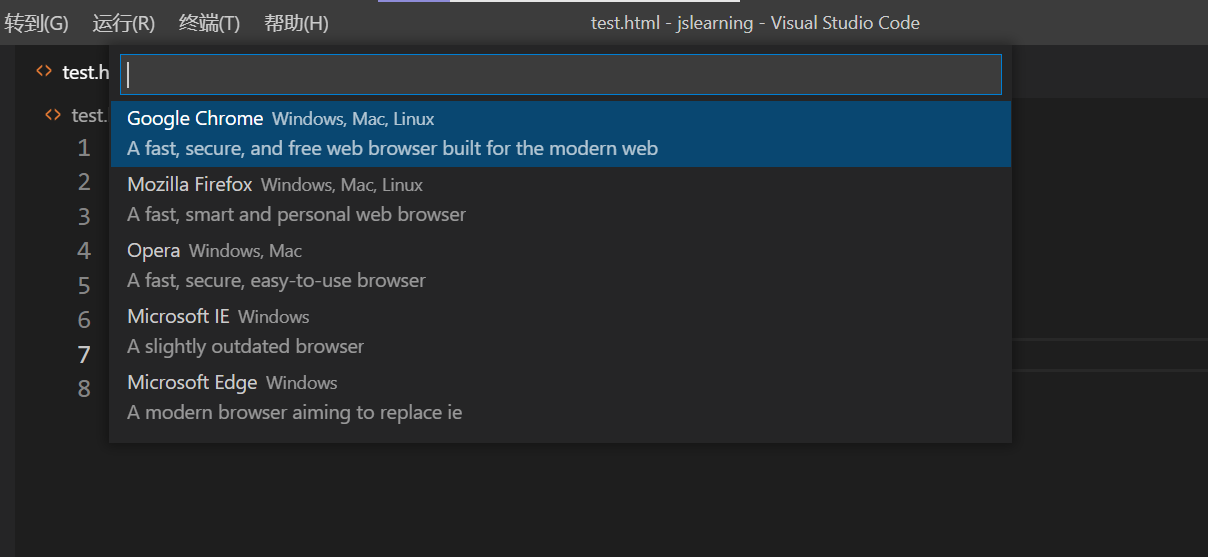 转到(G) 运行(R) 终端(T) 帮助(H) test.html - jslearning - Visual Studio Code
test.h
test.
Google Chrome Windows, Mac, Linux
A fast, secure, and free web browser built for the modern web
Mozilla Firefox Windows, Mac, Linux
A fast, smart and personal web browser
Opera Windows, Mac
A fast, secure, easy-to-use browser
Microsoft IE Windows
A slightly outdated browser
Microsoft Edge Windows
A modern browser aiming to replace ie
1
2
3
4
5
6
7
8